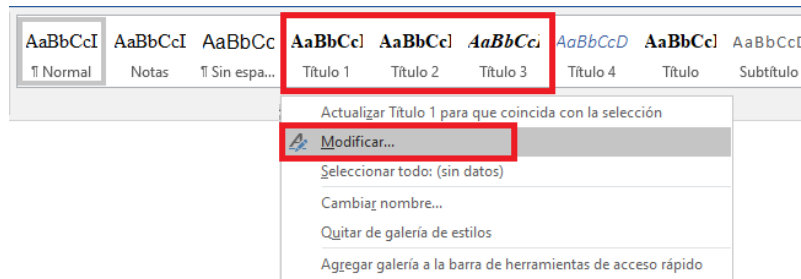 AaBbCcI AaBbCcI AaBbCc AaBbCcI AaBbCcI AaBbCcI AaBbCcD AaBbCcI AaBbCcD
¶ Normal Notas ¶ Sin espa... Título 1 Título 2 Título 3 Título 4 Título Subtítulo
Actualizar Título 1 para que coincida con la selección
Modificar...
Seleccionar todo: (sin datos)
Cambiar nombre...
Quitar de galería de estilos
Agregar galería a la barra de herramientas de acceso rápido